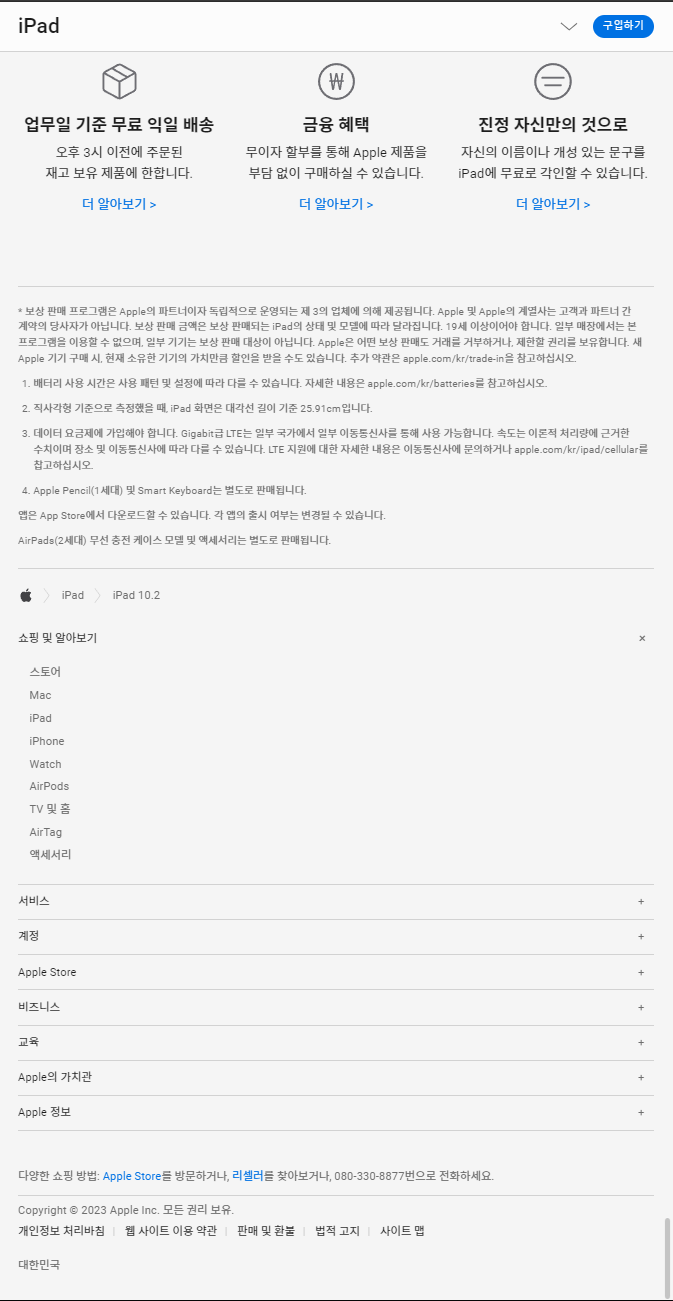 iPad
구입하기
업무일 기준 무료 익일 배송
오후 3시 이전에 주문된
재고 보유 제품에 한합니다.
더 알아보기 >
금융 혜택
무이자 할부를 통해 Apple 제품을
부담 없이 구매하실 수 있습니다.
더 알아보기 >
진정 자신만의 것으로
자신의 이름이나 개성 있는 문구를
iPad에 무료로 각인할 수 있습니다.
더 알아보기 >
* 보상 판매 프로그램은 Apple의 파트너이자 독립적으로 운영되는 제 3의 업체에 의해 제공됩니다. Apple 및 Apple의 계열사는 고객과 파트너 간
계약의 당사자가 아닙니다. 보상 판매 금액은 보상 판매되는 iPad의 상태 및 모델에 따라 달라집니다. 19세 이상이어야 합니다. 일부 매장에서는 본
프로그램을 이용할 수 없으며, 일부 기기는 보상 판매 대상이 아닙니다. Apple은 어떤 보상 판매도 거래를 거부하거나, 제한할 권리를 보유합니다. 새
Apple 기기 구매 시, 현재 소유한 기기의 가치만큼 할인을 받을 수도 있습니다. 추가 약관은 apple.com/kr/trade-in을 참고하십시오.
1. 배터리 사용 시간은 사용 패턴 및 설정에 따라 다를 수 있습니다. 자세한 내용은 apple.com/kr/batteries를 참고하십시오.
2. 직사각형 기준으로 측정했을 때, iPad 화면은 대각선 길이 기준 25.91cm입니다.
3. 데이터 요금제에 가입해야 합니다. Gigabit급 LTE는 일부 국가에서 일부 이동통신사를 통해 사용 가능합니다. 속도는 이론적 처리량에 근거한
수치이며 장소 및 이동통신사에 따라 다를 수 있습니다. LTE 지원에 대한 자세한 내용은 이동통신사에 문의하거나 apple.com/kr/ipad/cellular를
찹고하십시오.
4. Apple Pencil(1세대) 및 Smart Keyboard는 별도로 판매됩니다.
앱은 App Store에서 다운로드할 수 있습니다. 각 앱의 출시 여부는 변경될 수 있습니다.
AirPads(2세대) 무선 충전 케이스 모델 및 액세서리는 별도로 판매됩니다.
iPad
iPad 10.2
쇼핑 및 알아보기
×
스토어
Mac
iPad
iPhone
Watch
AirPods
TV 및 홈
AirTag
액세서리
서비스 +
계정 +
Apple Store +
비즈니스 +
교육 +
Apple의 가치관 +
Apple 정보 +
다양한 쇼핑 방법: Apple Store를 방문하거나, 리셀러를 찾아보거나, 080-330-8877번으로 전화하세요.
Copyright © 2023 Apple Inc. 모든 권리 보유.
개인정보 처리바침 | 웹 사이트 이용 약관 | 판매 및 환불 | 법적 고지 | 사이트 맵
대한민국